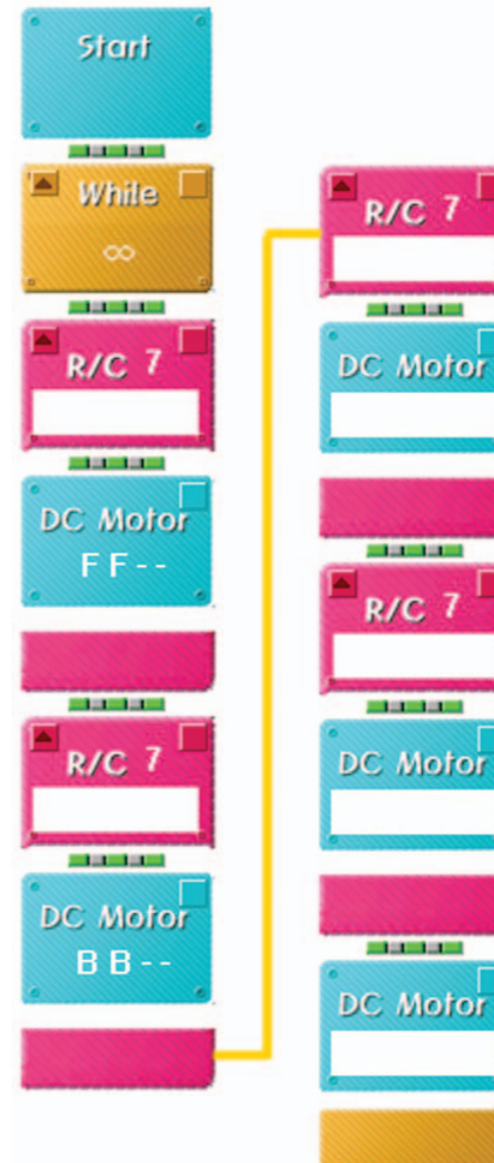 Start
While
∞
R/C 7
DC Motor
F F - -
R/C 7
DC Motor
B B - -
R/C 7
DC Motor
R/C 7
DC Motor
DC Motor